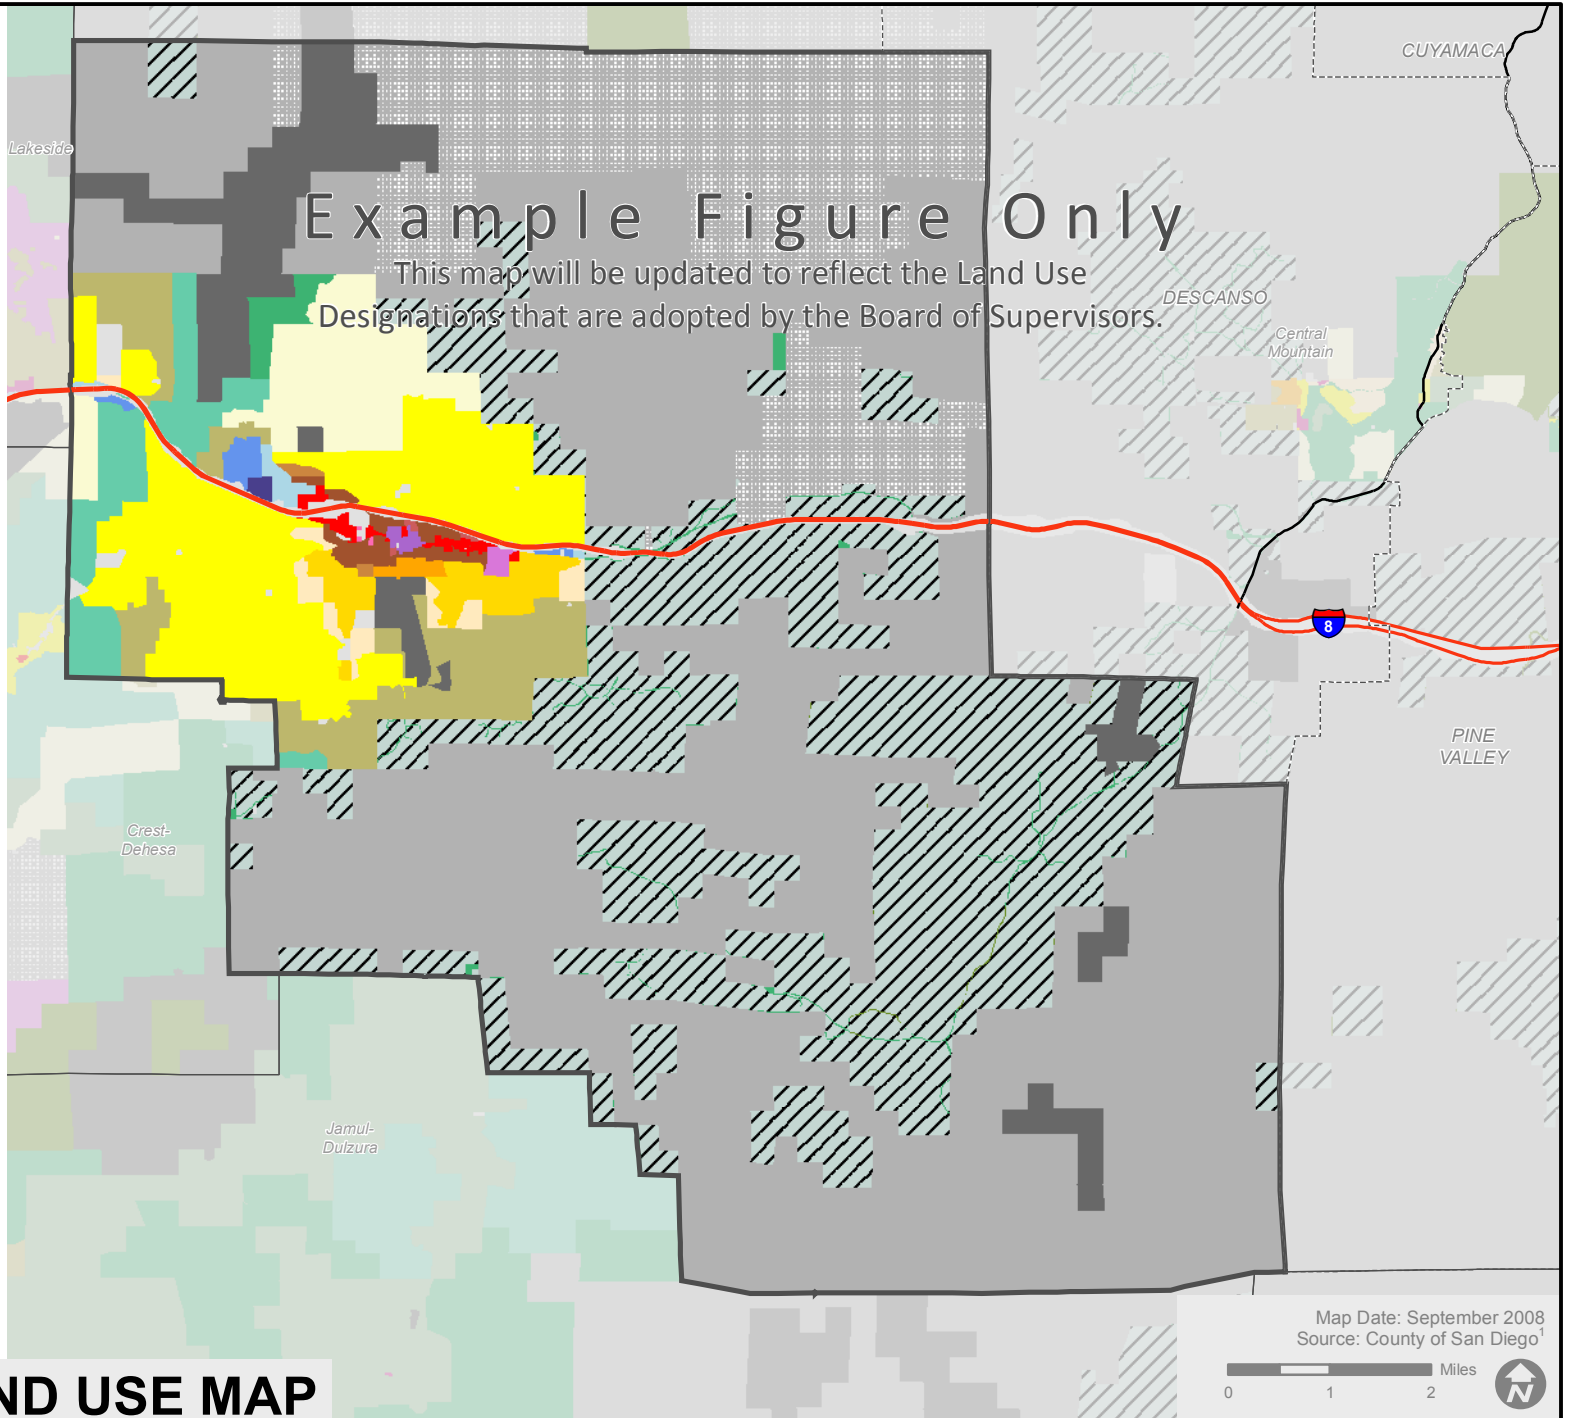 CUYAMACA
Lakeside
Example Figure Only
This map will be updated to reflect the Land Use
Designations that are adopted by the Board of Supervisors.
DESCANSO
Central
Mountain
8
PINE
VALLEY
Crest-
Dehesa
Jamul-
Dulzura
Map Date: September 2008
Source: County of San Diego1
Miles
0 1 2
N
ND USE MAP